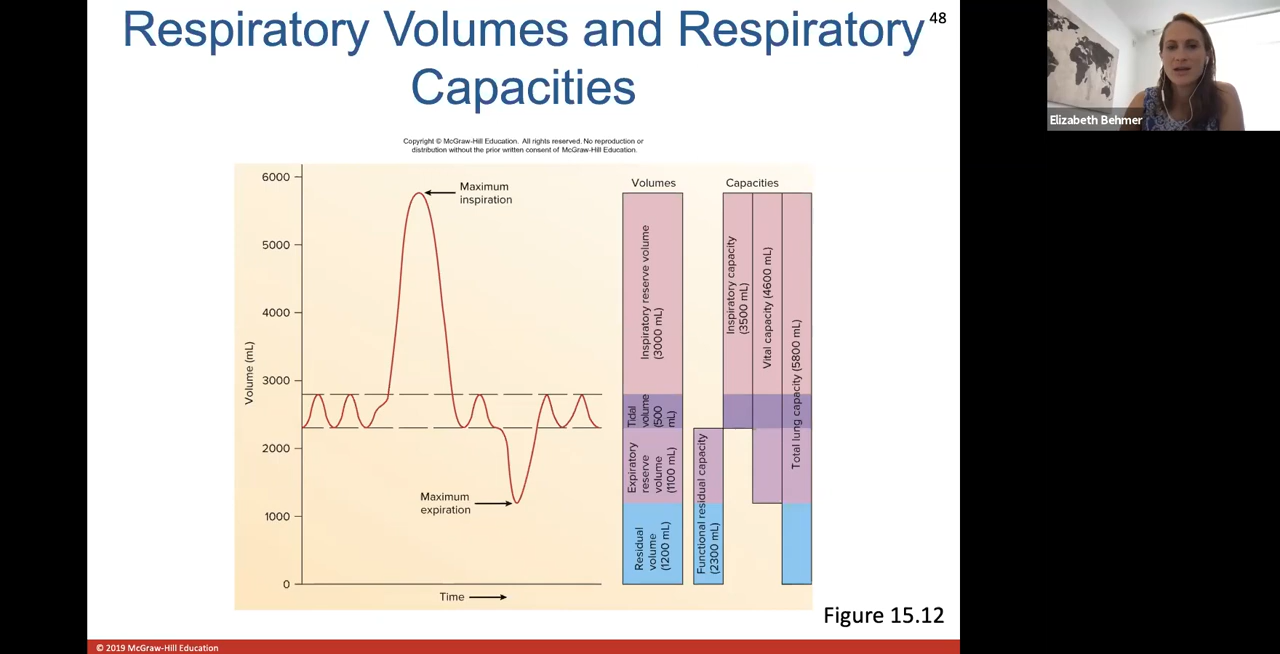 Respiratory Volumes and Respiratory
Capacities
48
Elizabeth Behmer
Copyright © McGraw-Hill Education. All rights reserved. No reproduction or
distribution without the prior written consent of McGraw-Hill Education.
Volume (mL)
6000
5000
4000
3000
2000
1000
0
Maximum
inspiration
Maximum
expiration
Time
Volumes
Capacities
Inspiratory reserve volume
(3000 mL)
Tidal
volume
(500
mL)
Expiratory
reserve
volume
(1100 mL)
Residual
volume
(1200 mL)
Functional residual capacity
(2300 mL)
Inspiratory capacity
(3500 mL)
Vital capacity (4600 mL)
Total lung capacity (5800 mL)
Figure 15.12
© 2019 McGraw-Hill Education